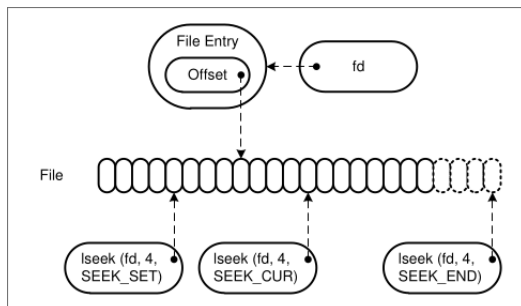 File Entry
Offset
fd
File
lseek (fd, 4,
SEEK_SET)
lseek (fd, 4,
SEEK_CUR)
lseek (fd, 4,
SEEK_END)